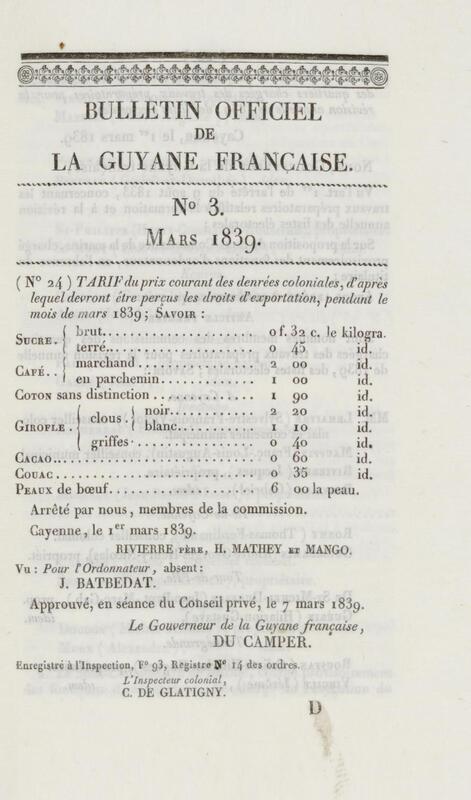 BULLETIN OFFICIEL
DE
LA GUYANE FRANÇAISE.
N° 3.
MARS 1839.
( N° 24 ) TARIF du prix courant des denrées coloniales, d'après
lequel devront être perçus les droits d'exportation, pendant le
mois de mars 1839 ; SAVOIR :
SUCRE. { brut.................. 0 f. 32 c. le kilogra.
terré.................. 0 45 id.
CAFÉ.. { marchand............ 2 00 id.
en parchemin.......... 1 00 id.
COTON sans distinction............ 1 90 id.
GIROFLE. { clous. { noir............ 2 20 id.
blanc............ 1 10 id.
griffes.................. 0 40 id.
CACAO........................ 0 60 id.
COUAC........................ 0 35 id.
PEAUX de bœuf.................. 6 00 la peau.
Arrêté par nous, membres de la commission.
Cayenne, le 1er mars 1839.
RIVIERRE PÈRE, H. MATHEY ET MANGO.
Vu : Pour l'Ordonnateur, absent :
J. BATBEDAT.
Approuvé, en séance du Conseil privé, le 7 mars 1839.
Le Gouverneur de la Guyane française,
DU CAMPER.
Enregistré à l'Inspection, F° 93, Registre N° 14 des ordres.
L'Inspecteur colonial,
C. DE GLATIGNY.
D